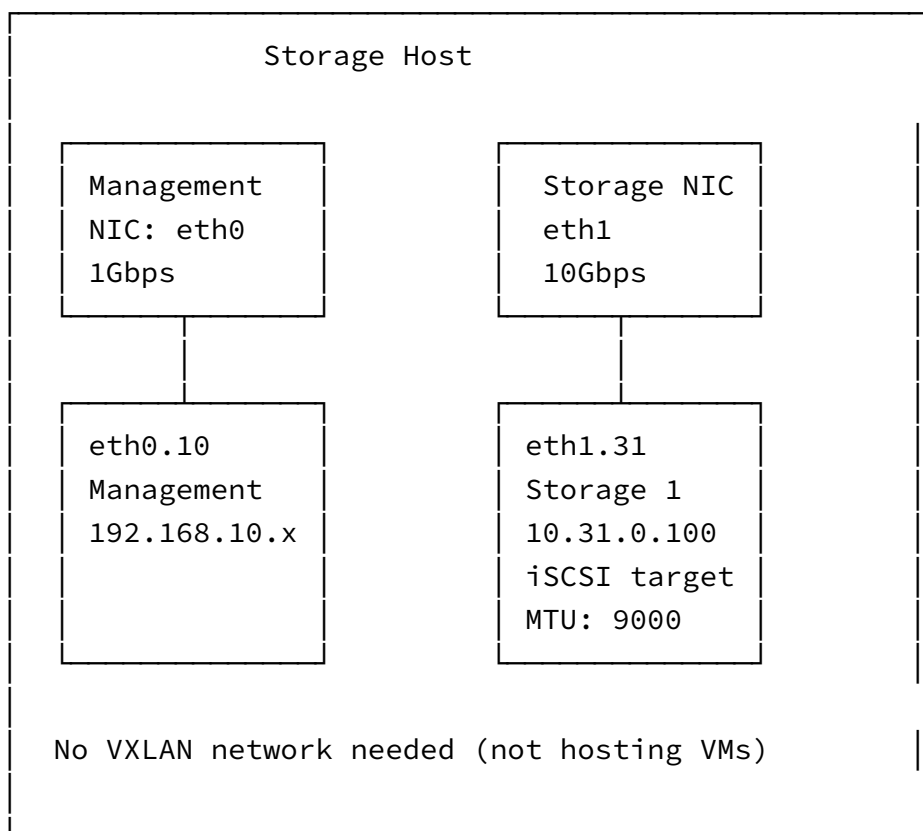 Storage Host
Management
NIC: eth0
1Gbps
Storage NIC
eth1
10Gbps
eth0.10
Management
192.168.10.x
eth1.31
Storage 1
10.31.0.100
iSCSI target
MTU: 9000
No VXLAN network needed (not hosting VMs)